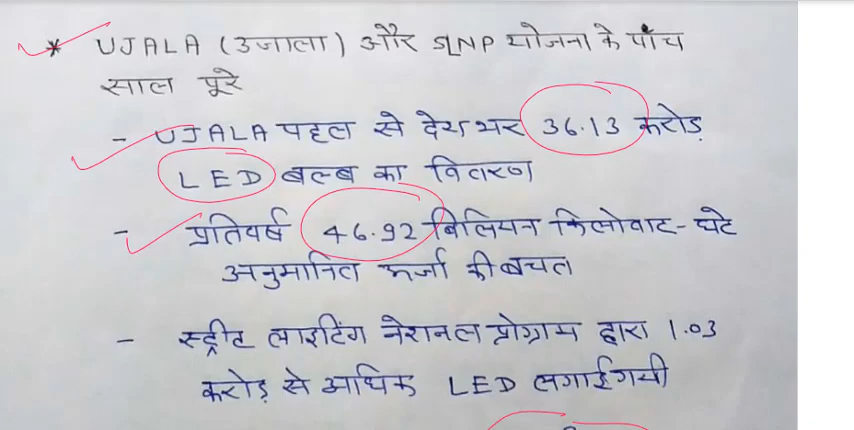 * UJALA (उजाला) और SLNP योजना के पाँच
साल पूरे
- UJALA पहल से देशभर 36.13 करोड़
LED बल्ब का वितरण
- प्रतिवर्ष 46.92 बिलियन किलोवाट-घंटे
अनुमानित ऊर्जा की बचत
- स्ट्रीट लाइटिंग नेशनल प्रोग्राम द्वारा 1.03
करोड़ से अधिक LED लगाई गयी